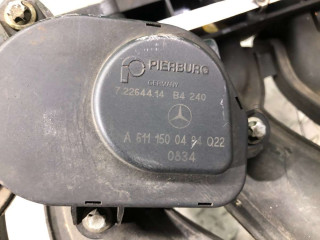 PIERBURG
GERMANY
7.22644.14 B4 240
A 611 150 04 94 Q22
0834